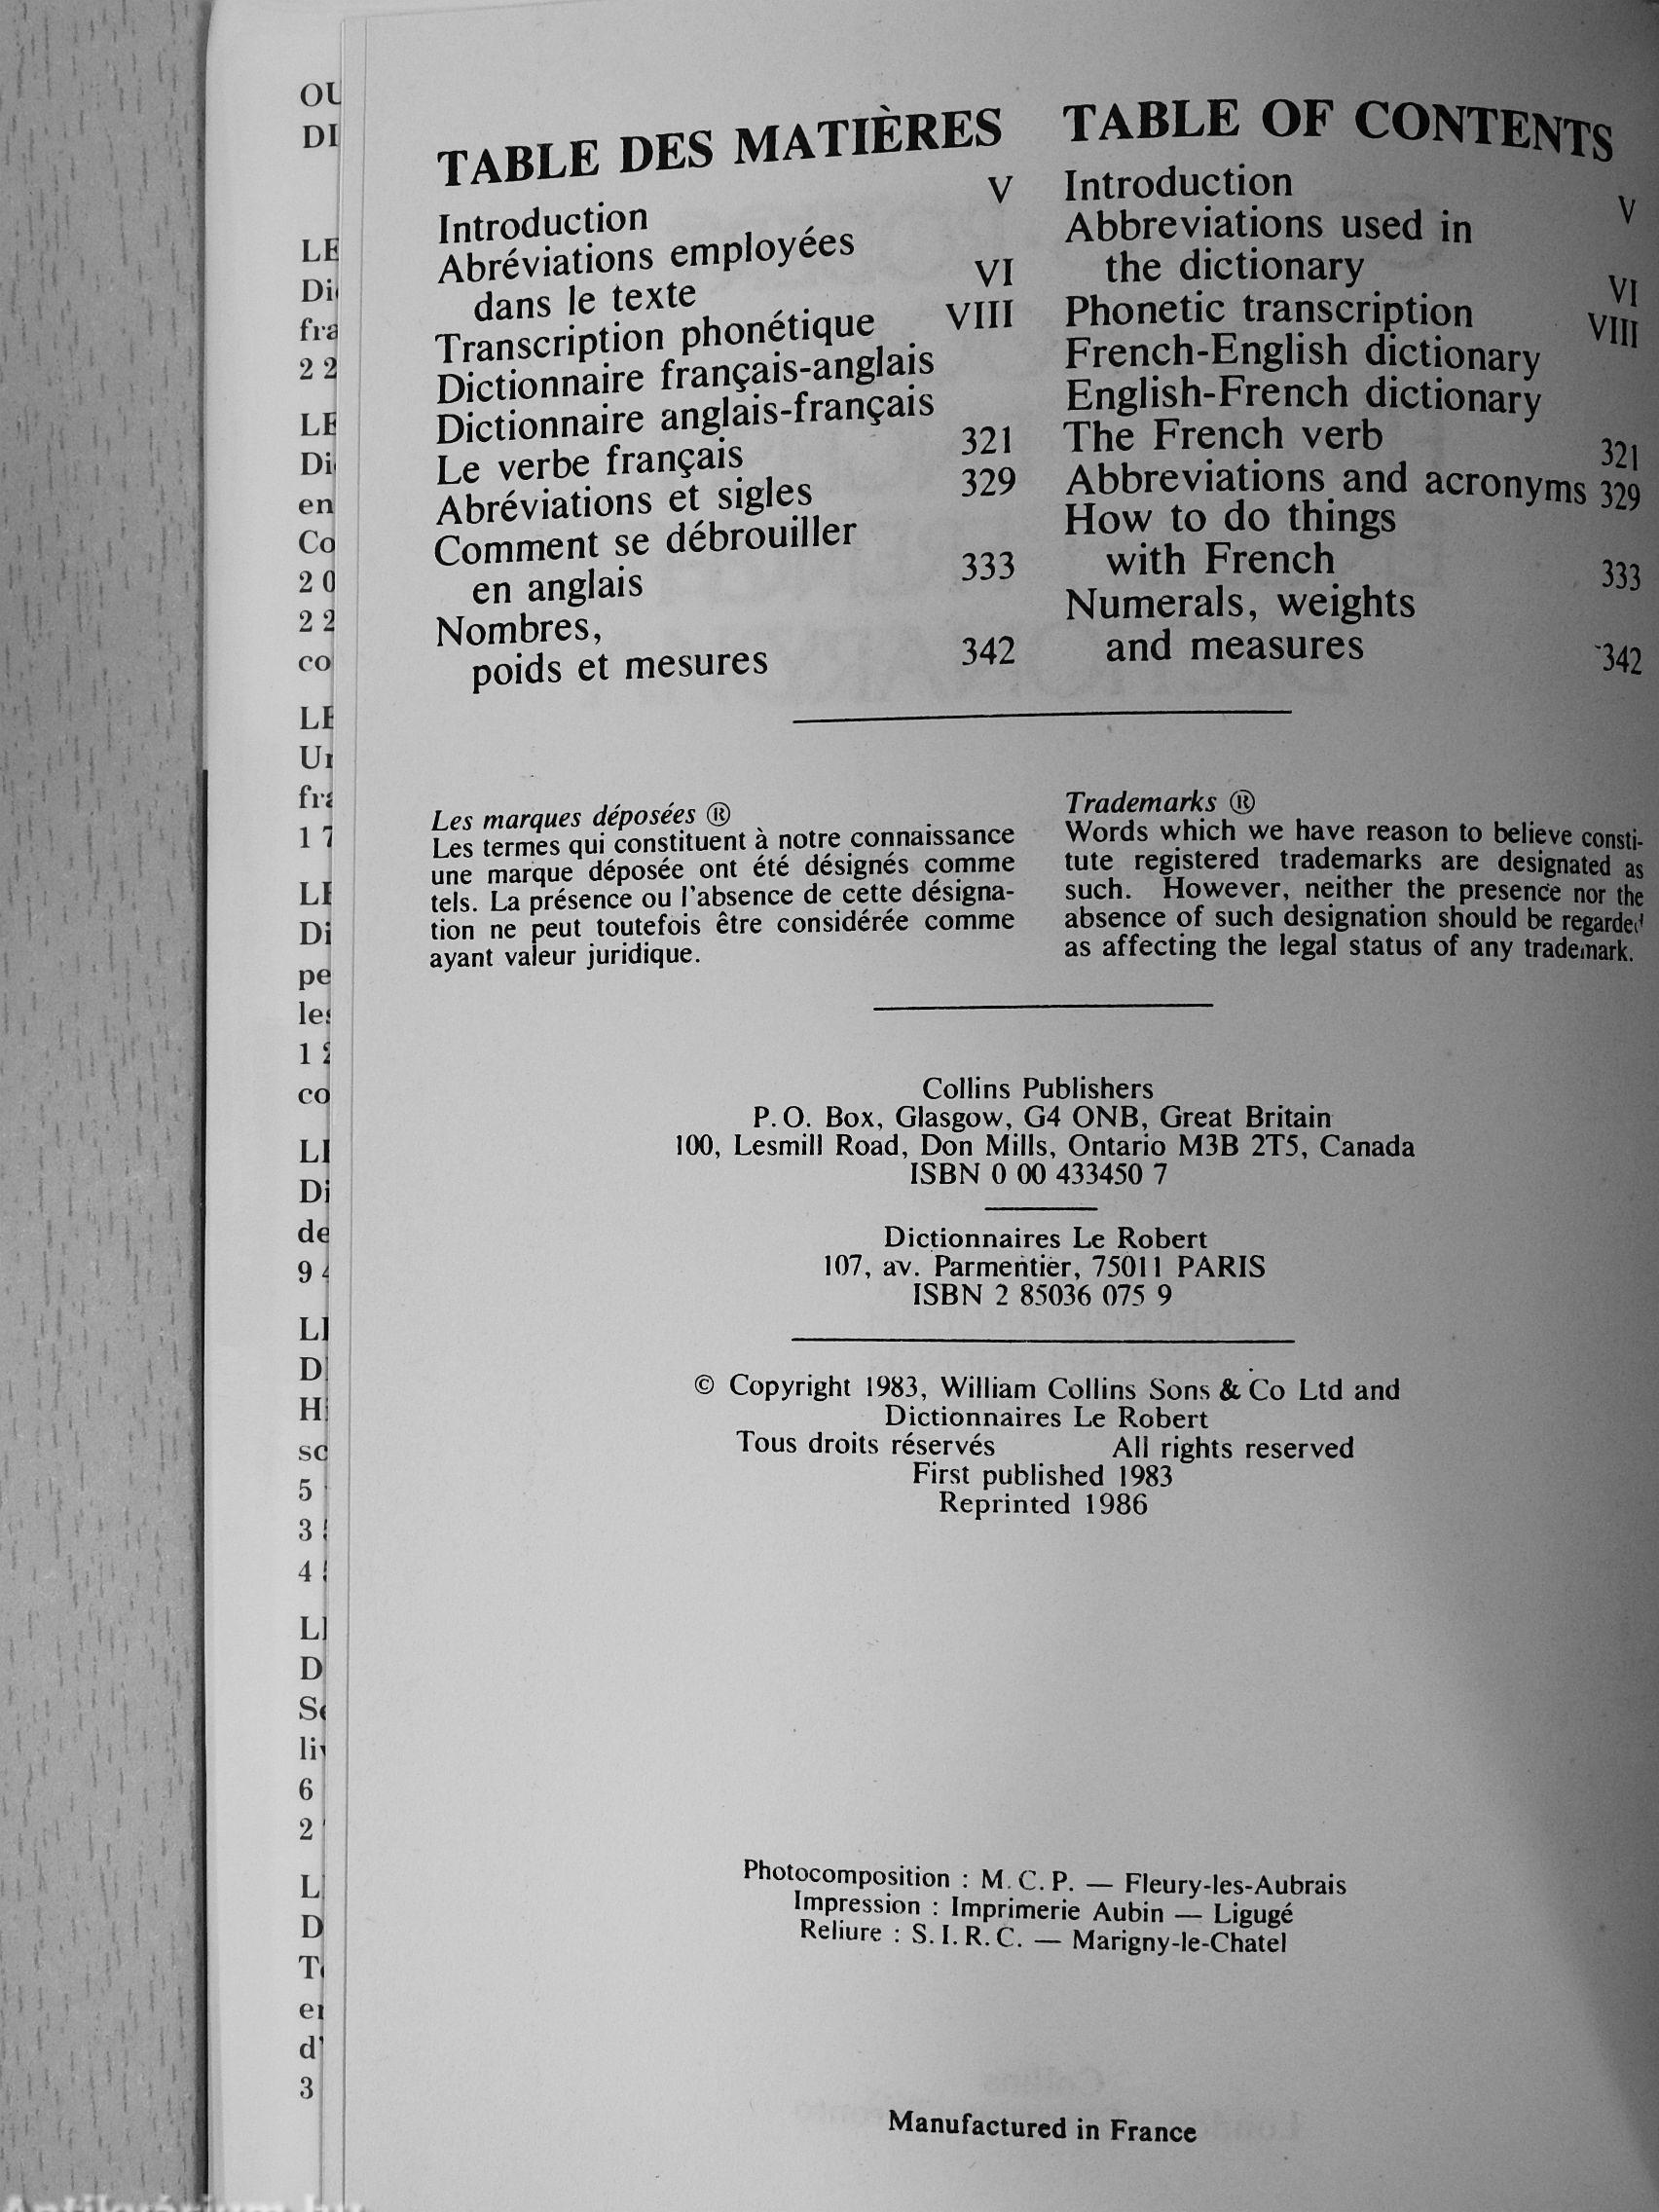 TABLE DES MATIÈRES
Introduction V
Abréviations employées
dans le texte VI
Transcription phonétique VIII
Dictionnaire français-anglais
Dictionnaire anglais-français
Le verbe français 321
Abréviations et sigles 329
Comment se débrouiller
en anglais 333
Nombres,
poids et mesures 342
TABLE OF CONTENTS
Introduction V
Abbreviations used in
the dictionary VI
Phonetic transcription VIII
French-English dictionary
English-French dictionary
The French verb 321
Abbreviations and acronyms 329
How to do things
with French 333
Numerals, weights
and measures 342
Les marques déposées ®
Les termes qui constituent à notre connaissance
une marque déposée ont été désignés comme
tels. La présence ou l'absence de cette désigna-
tion ne peut toutefois être considérée comme
ayant valeur juridique.
Trademarks ®
Words which we have reason to believe consti-
tute registered trademarks are designated as
such. However, neither the presence nor the
absence of such designation should be regarded
as affecting the legal status of any trademark.
Collins Publishers
P.O. Box, Glasgow, G4 ONB, Great Britain
100, Lesmill Road, Don Mills, Ontario M3B 2T5, Canada
ISBN 0 00 433450 7
Dictionnaires Le Robert
107, av. Parmentier, 75011 PARIS
ISBN 2 85036 075 9
© Copyright 1983, William Collins Sons & Co Ltd and
Dictionnaires Le Robert
Tous droits réservés All rights reserved
First published 1983
Reprinted 1986
Photocomposition : M.C.P. — Fleury-les-Aubrais
Impression : Imprimerie Aubin — Ligugé
Reliure : S.I.R.C. — Marigny-le-Chatel
Manufactured in France